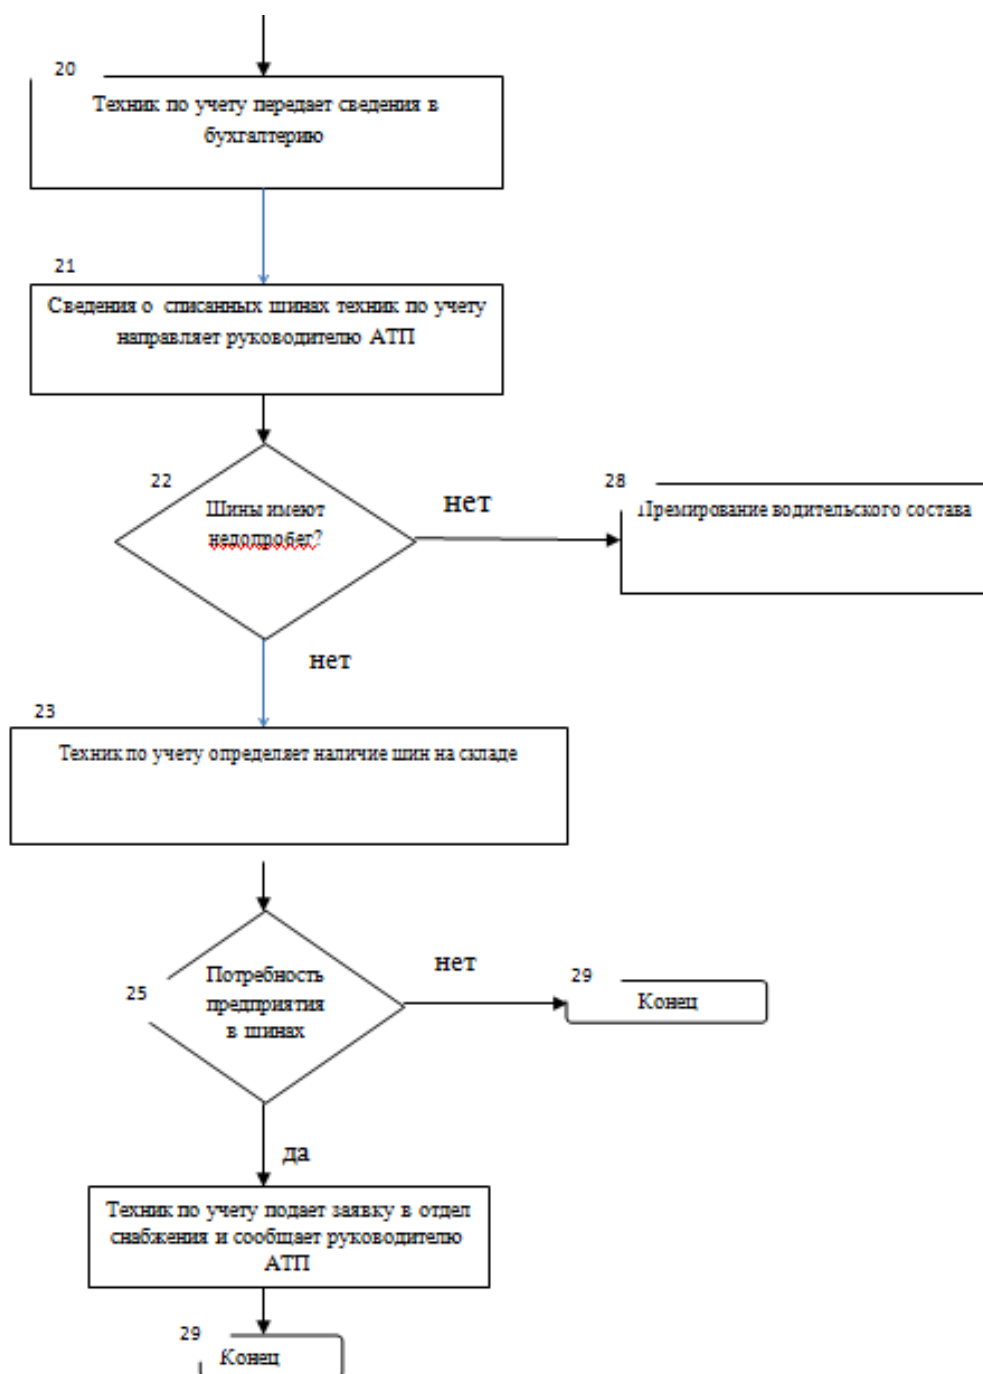 20
Техник по учету передает сведения в
бухгалтерию
21
Сведения о списанных шинах техник по учету
направляет руководителю АТП
22
Шины имеют
недопробег?
нет
28
Премирование водительского состава
нет
23
Техник по учету определяет наличие шин на складе
25
Потребность
предприятия
в шинах
нет
29
Конец
да
Техник по учету подает заявку в отдел
снабжения и сообщает руководителю
АТП
29
Конец